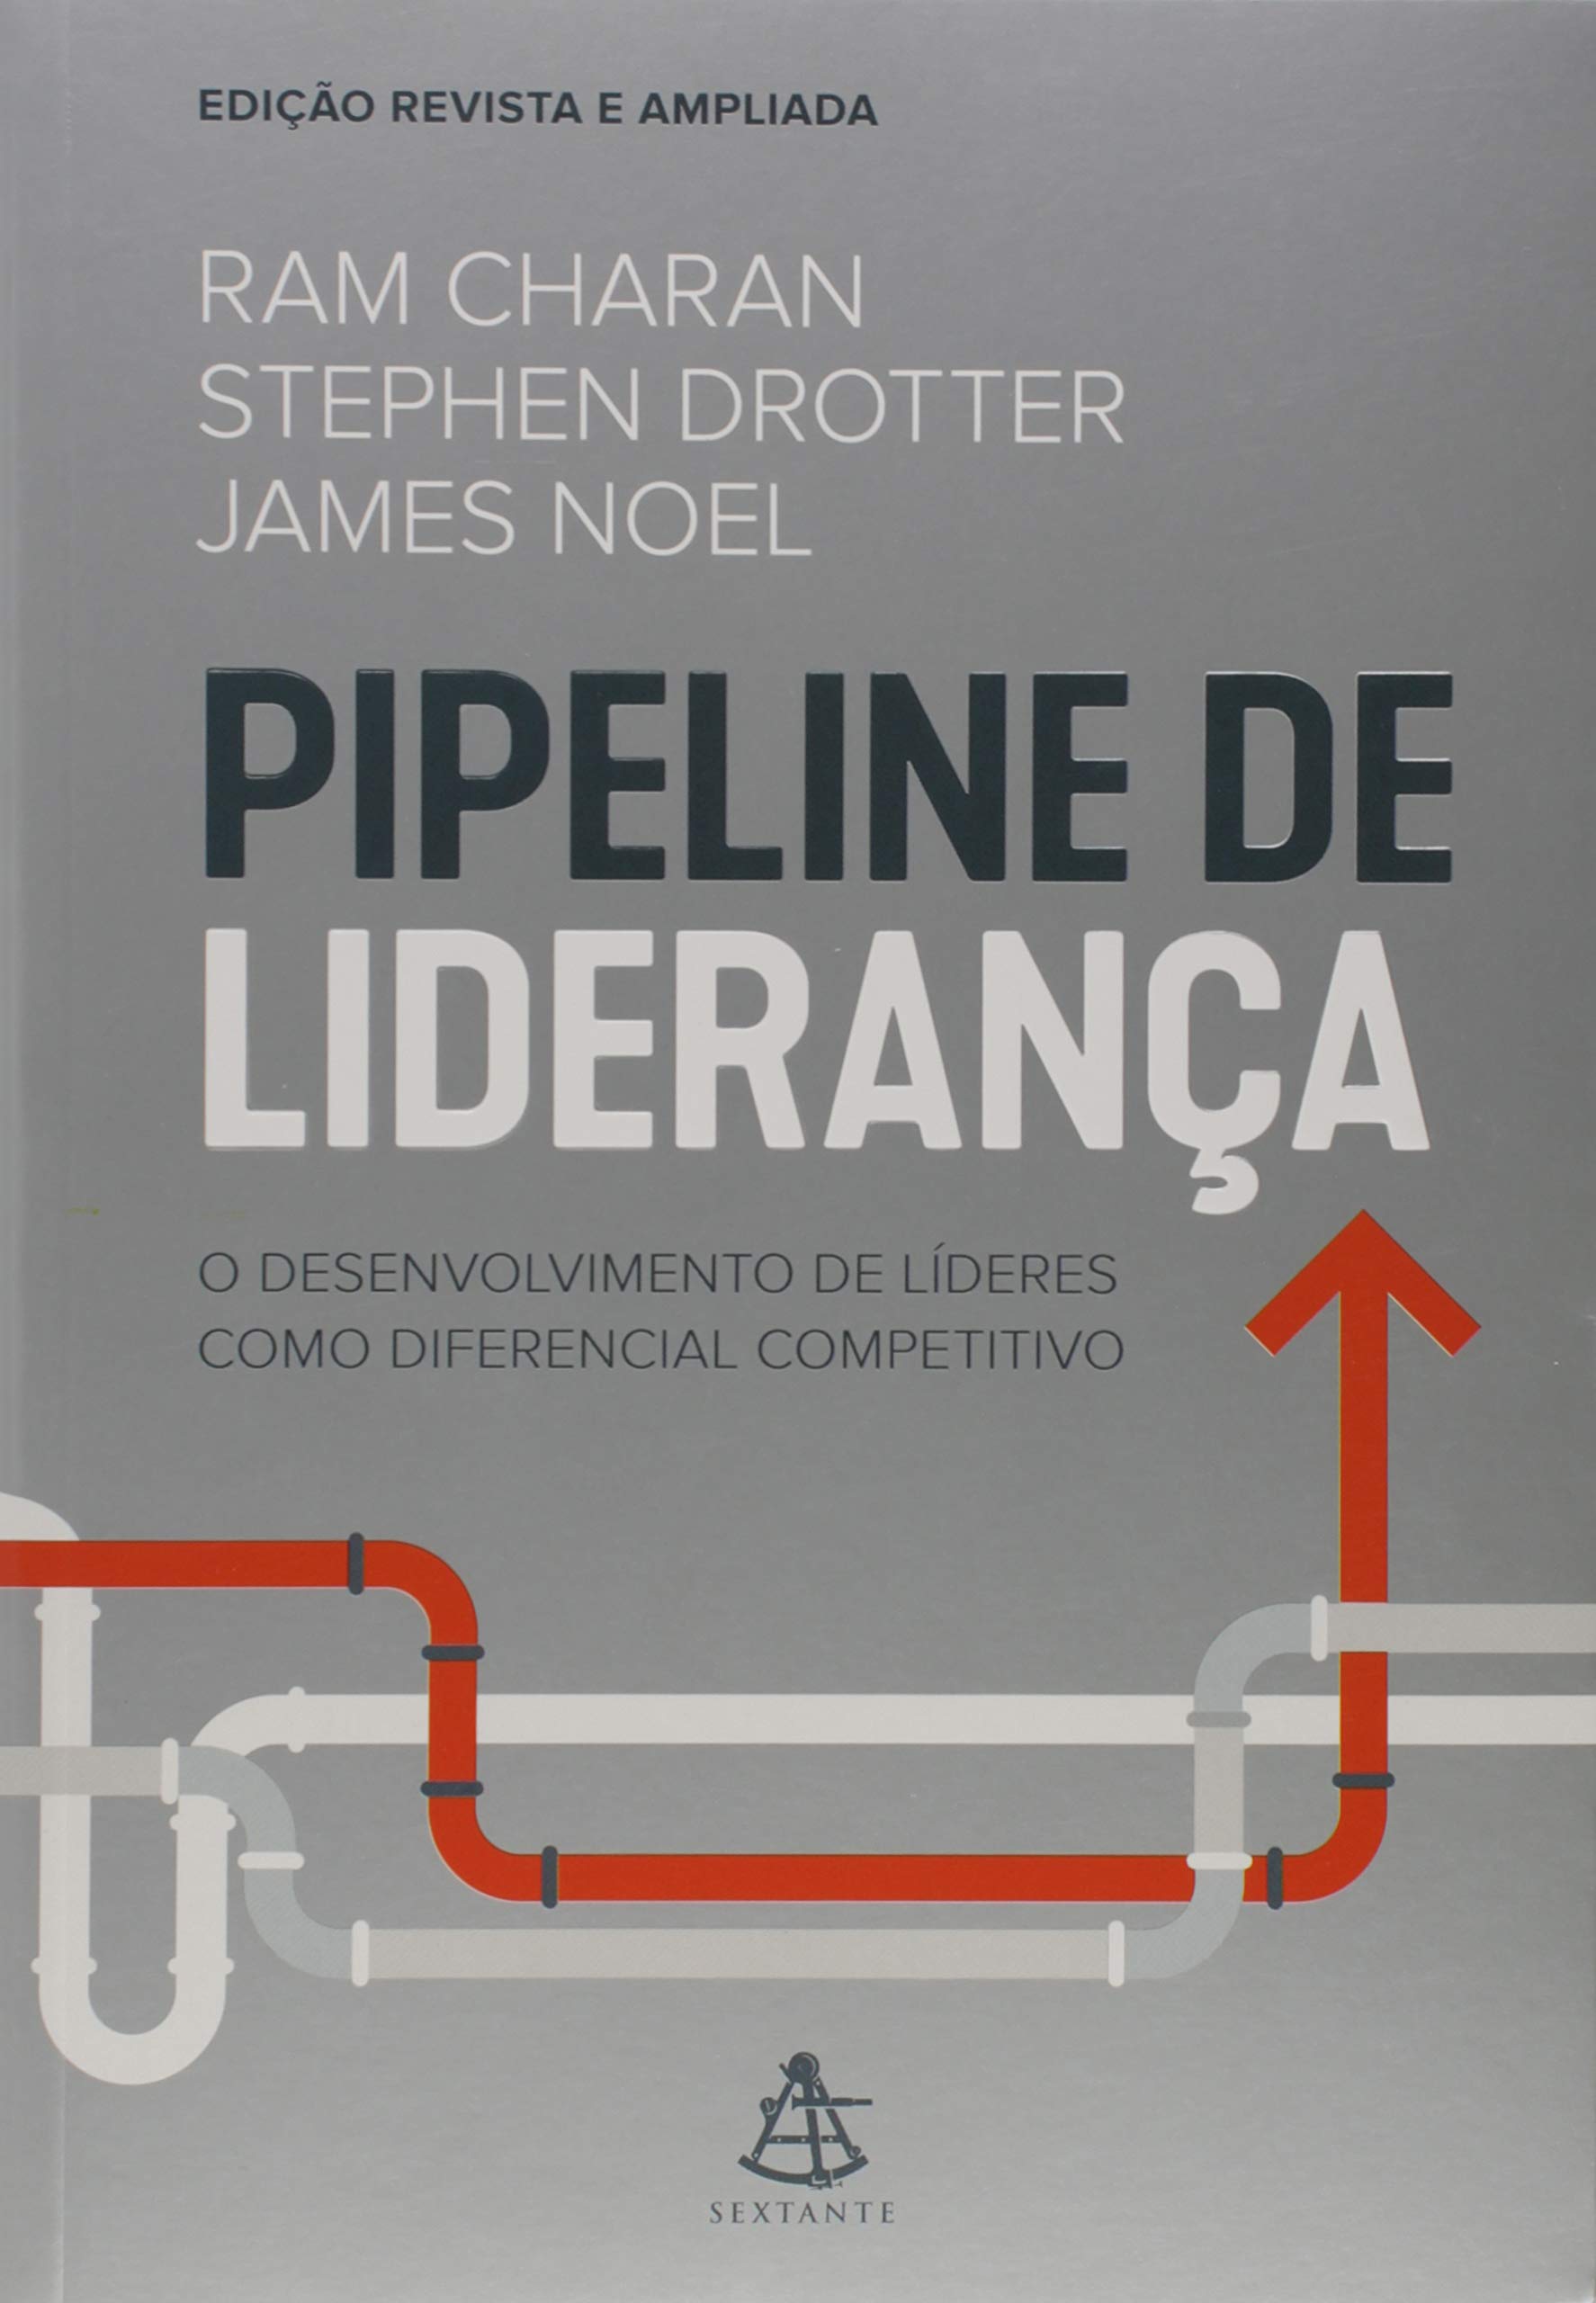 EDIÇÃO REVISTA E AMPLIADA
RAM CHARAN
STEPHEN DROTTER
JAMES NOEL
PIPELINE DE
LIDERANÇA
O DESENVOLVIMENTO DE LÍDERES
COMO DIFERENCIAL COMPETITIVO
SEXTANTE